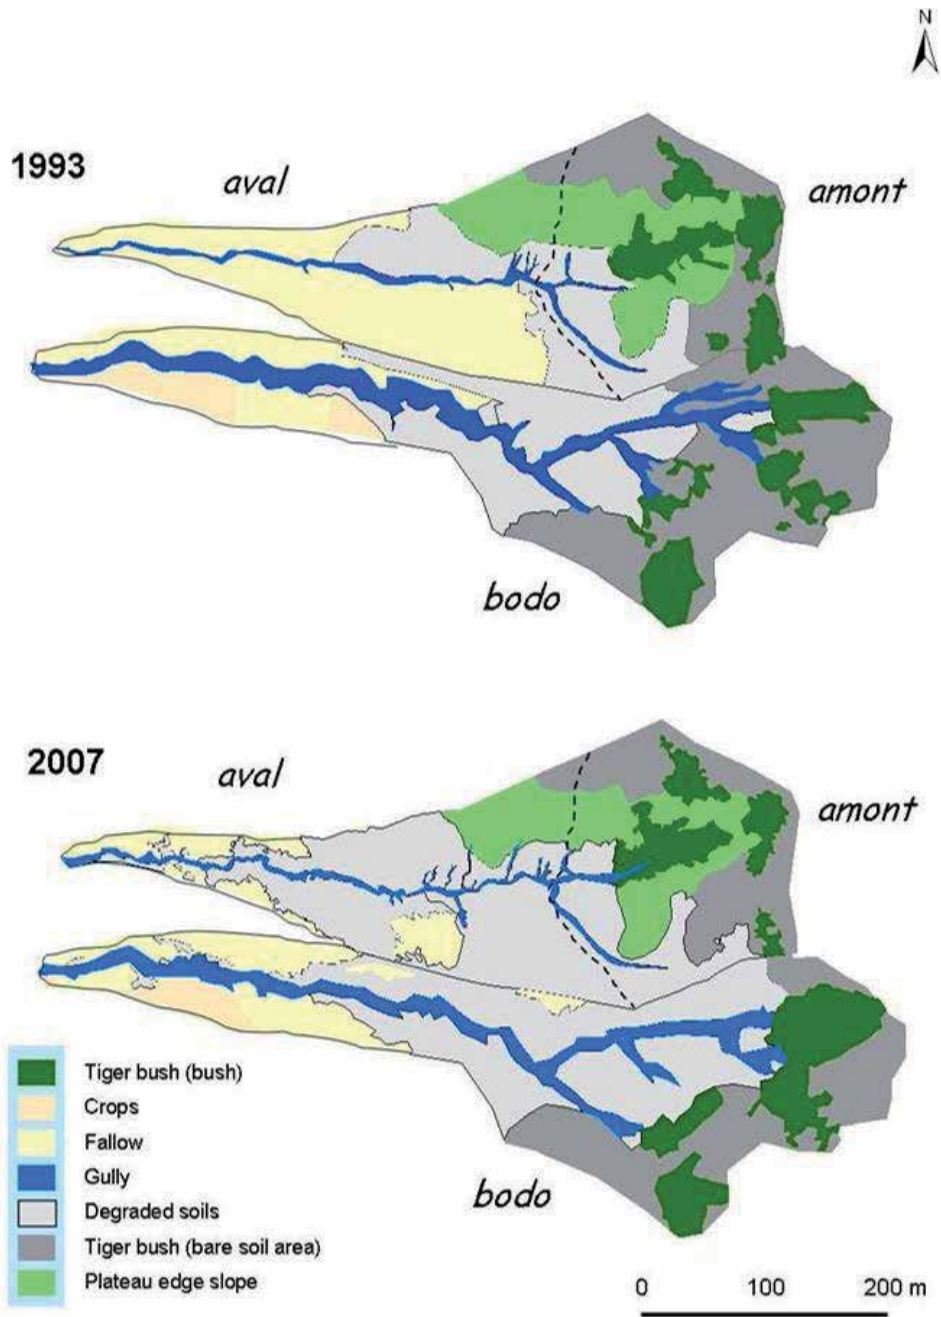 N
1993
aval
amont
bodo
2007
aval
amont
bodo
Tiger bush (bush)
Crops
Fallow
Gully
Degraded soils
Tiger bush (bare soil area)
Plateau edge slope
0 100 200 m